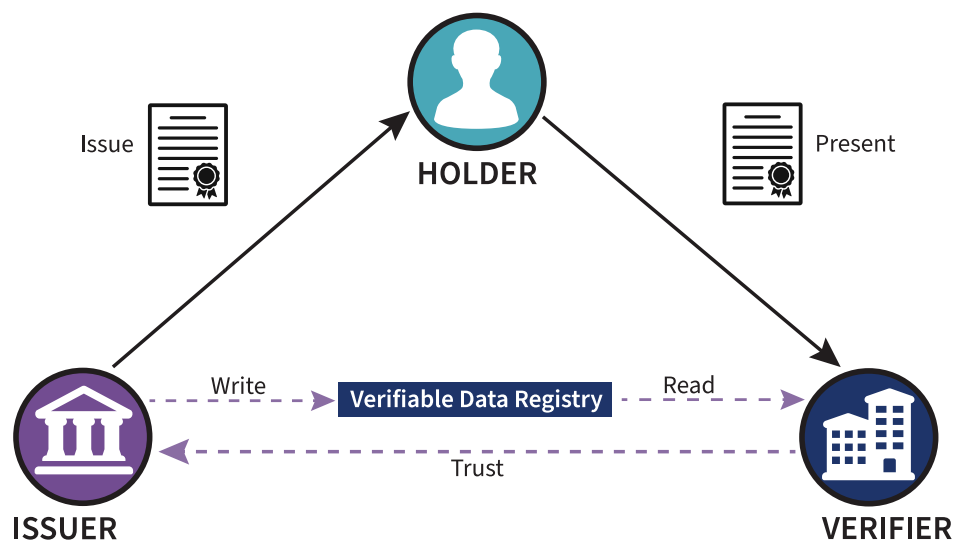 Issue
Present
HOLDER
Write
Verifiable Data Registry
Read
Trust
ISSUER
VERIFIER